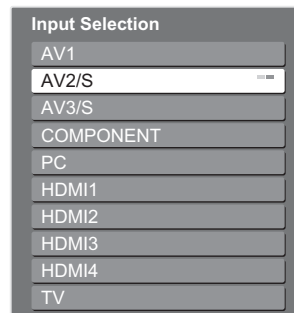 Input Selection
AV1
AV2/S
AV3/S
COMPONENT
PC
HDMI1
HDMI2
HDMI3
HDMI4
TV